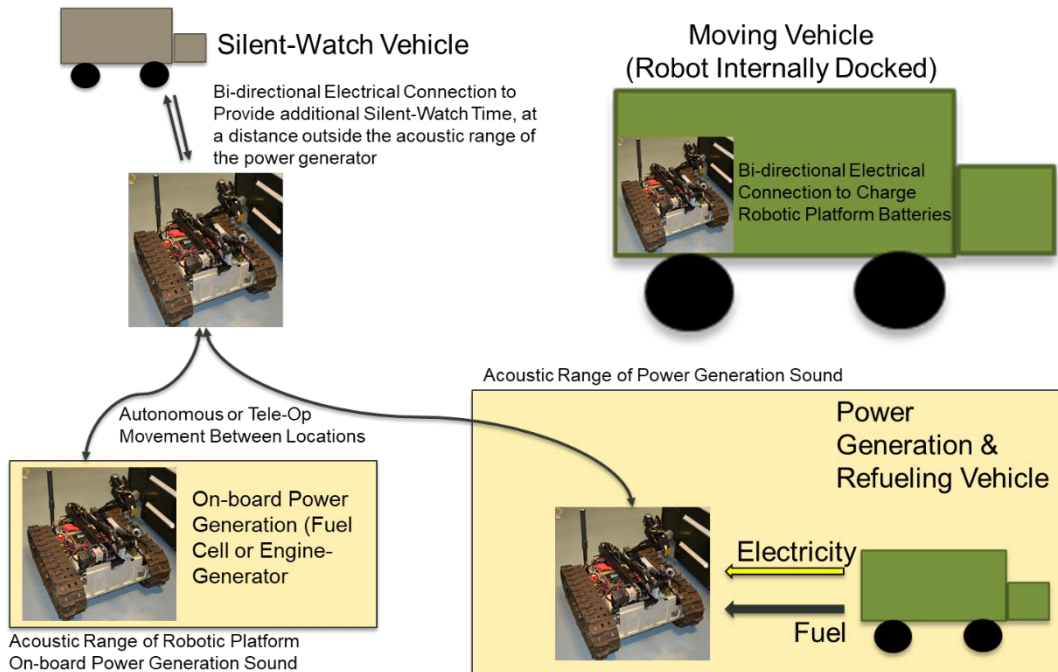 Silent-Watch Vehicle
Bi-directional Electrical Connection to
Provide additional Silent-Watch Time, at
a distance outside the acoustic range of
the power generator
Moving Vehicle
(Robot Internally Docked)
Bi-directional Electrical
Connection to Charge
Robotic Platform Batteries
Autonomous or Tele-Op
Movement Between Locations
On-board Power
Generation (Fuel
Cell or Engine-
Generator
Acoustic Range of Robotic Platform
On-board Power Generation Sound
Acoustic Range of Power Generation Sound
Power
Generation &
Refueling Vehicle
Electricity
Fuel